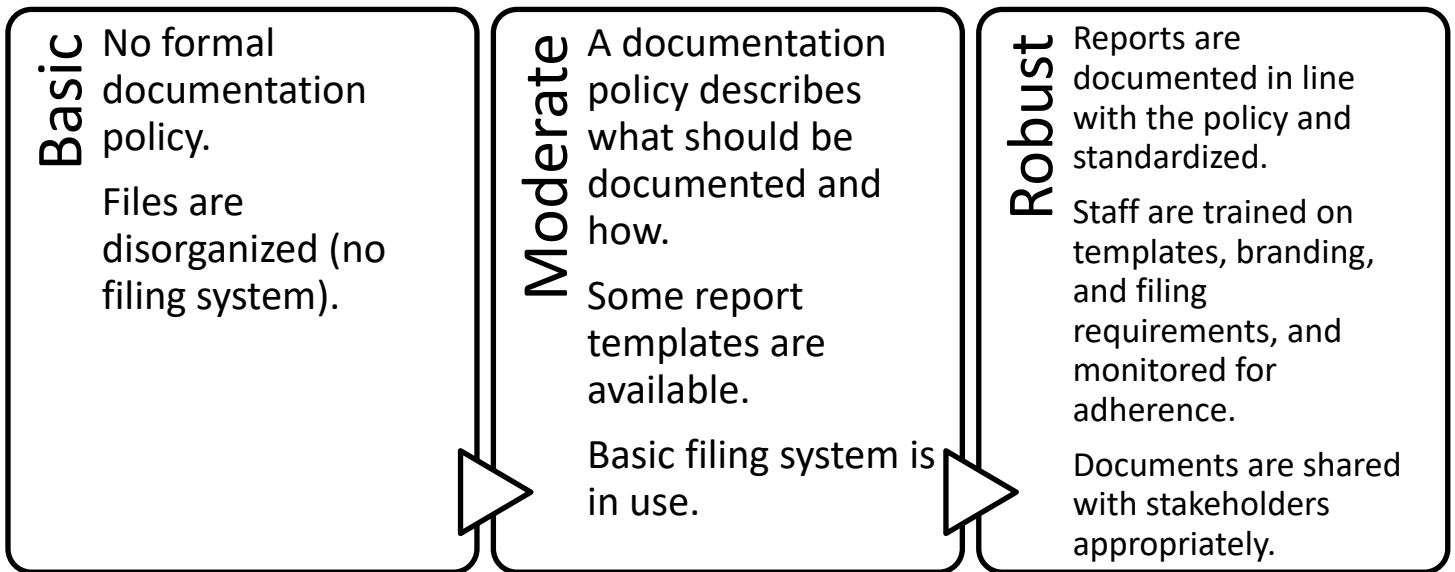 Basic
No formal
documentation
policy.
Files are
disorganized (no
filing system).
Moderate
A documentation
policy describes
what should be
documented and
how.
Some report
templates are
available.
Basic filing system is
in use.
Robust
Reports are
documented in line
with the policy and
standardized.
Staff are trained on
templates, branding,
and filing
requirements, and
monitored for
adherence.
Documents are shared
with stakeholders
appropriately.